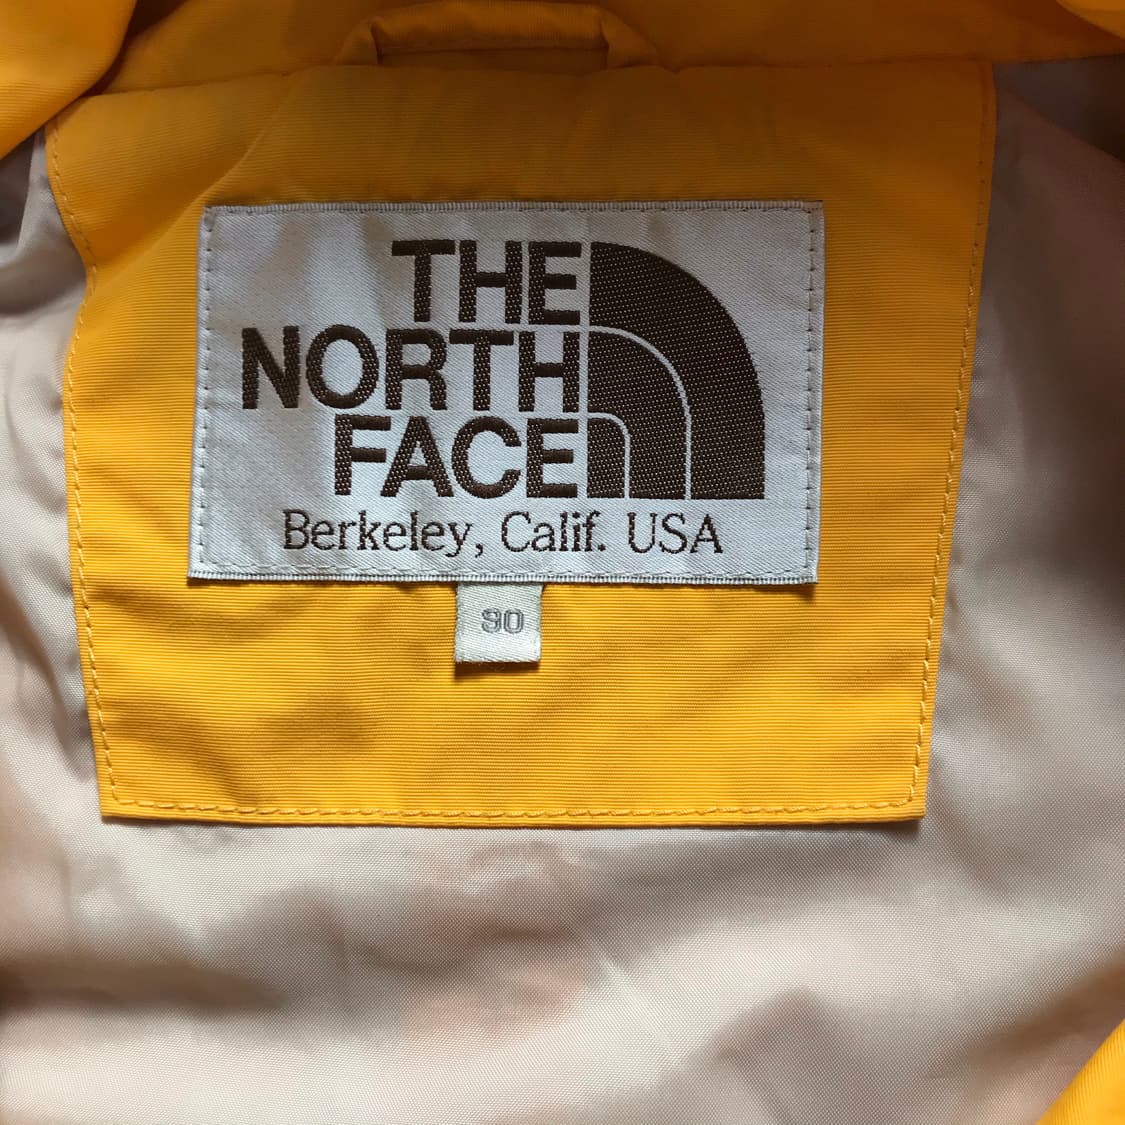 THE
NORTH
FACE
Berkeley, Calif. USA
90